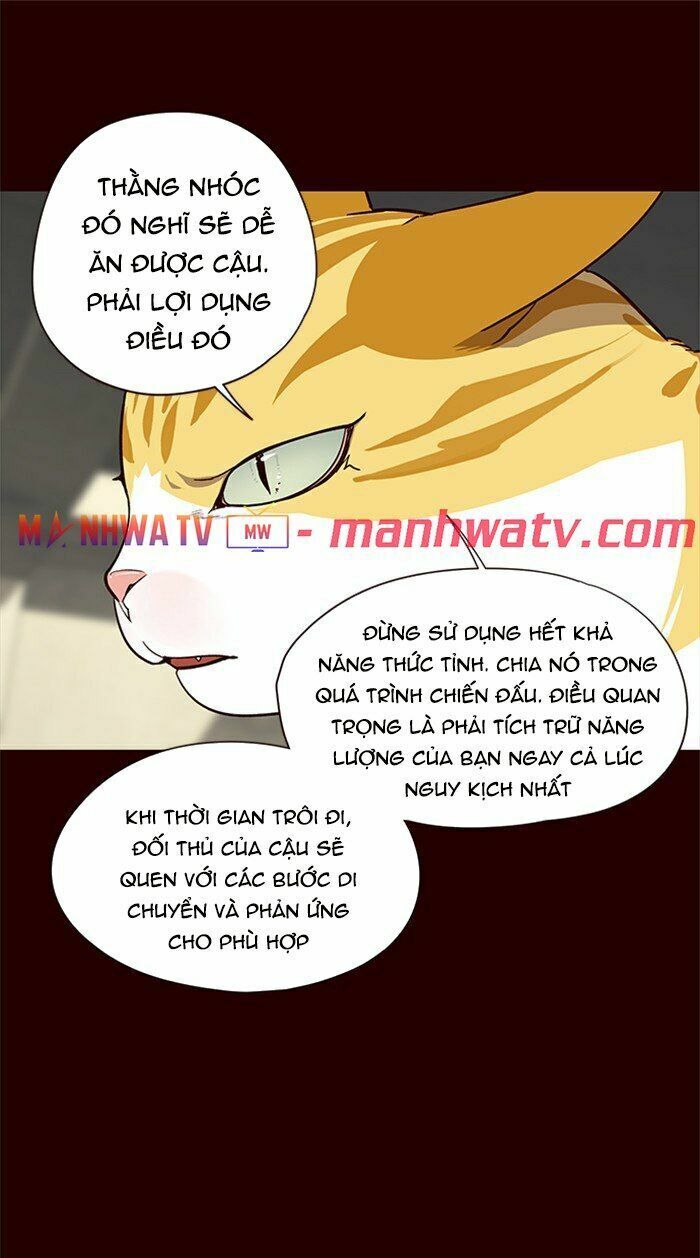 THẰNG NHÓC
ĐÓ NGHĨ SẼ DỄ
ĂN ĐƯỢC CẬU.
PHẢI LỢI DỤNG
ĐIỀU ĐÓ
MANHWA TV MW - manhwatv.com
ĐỪNG SỬ DỤNG HẾT KHẢ
NĂNG THỨC TỈNH. CHIA NÓ TRONG
QUÁ TRÌNH CHIẾN ĐẤU. ĐIỀU QUAN
TRỌNG LÀ PHẢI TÍCH TRỮ NĂNG
LƯỢNG CỦA BẠN NGAY CẢ LÚC
NGUY KỊCH NHẤT
KHI THỜI GIAN TRÔI ĐI,
ĐỐI THỦ CỦA CẬU SẼ
QUEN VỚI CÁC BƯỚC DI
CHUYỂN VÀ PHẢN ỨNG
CHO PHÙ HỢP